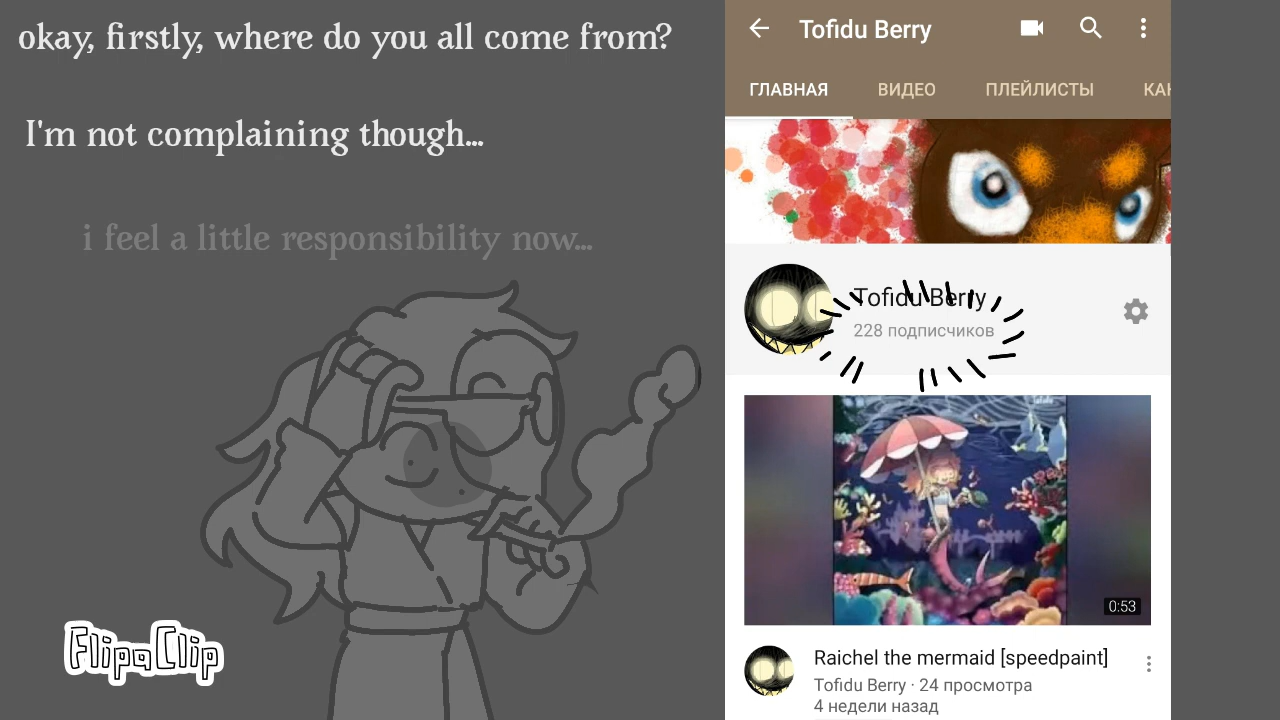 okay, firstly, where do you all come from?
I'm not complaining though...
i feel a little responsibility now...
FlipaClip
Tofidu Berry
ГЛАВНАЯ ВИДЕО ПЛЕЙЛИСТЫ КАН
Tofidu Berry
228 подписчиков
Tofidu
0:53
Raichel the mermaid [speedpaint]
Tofidu Berry · 24 просмотра
4 недели назад